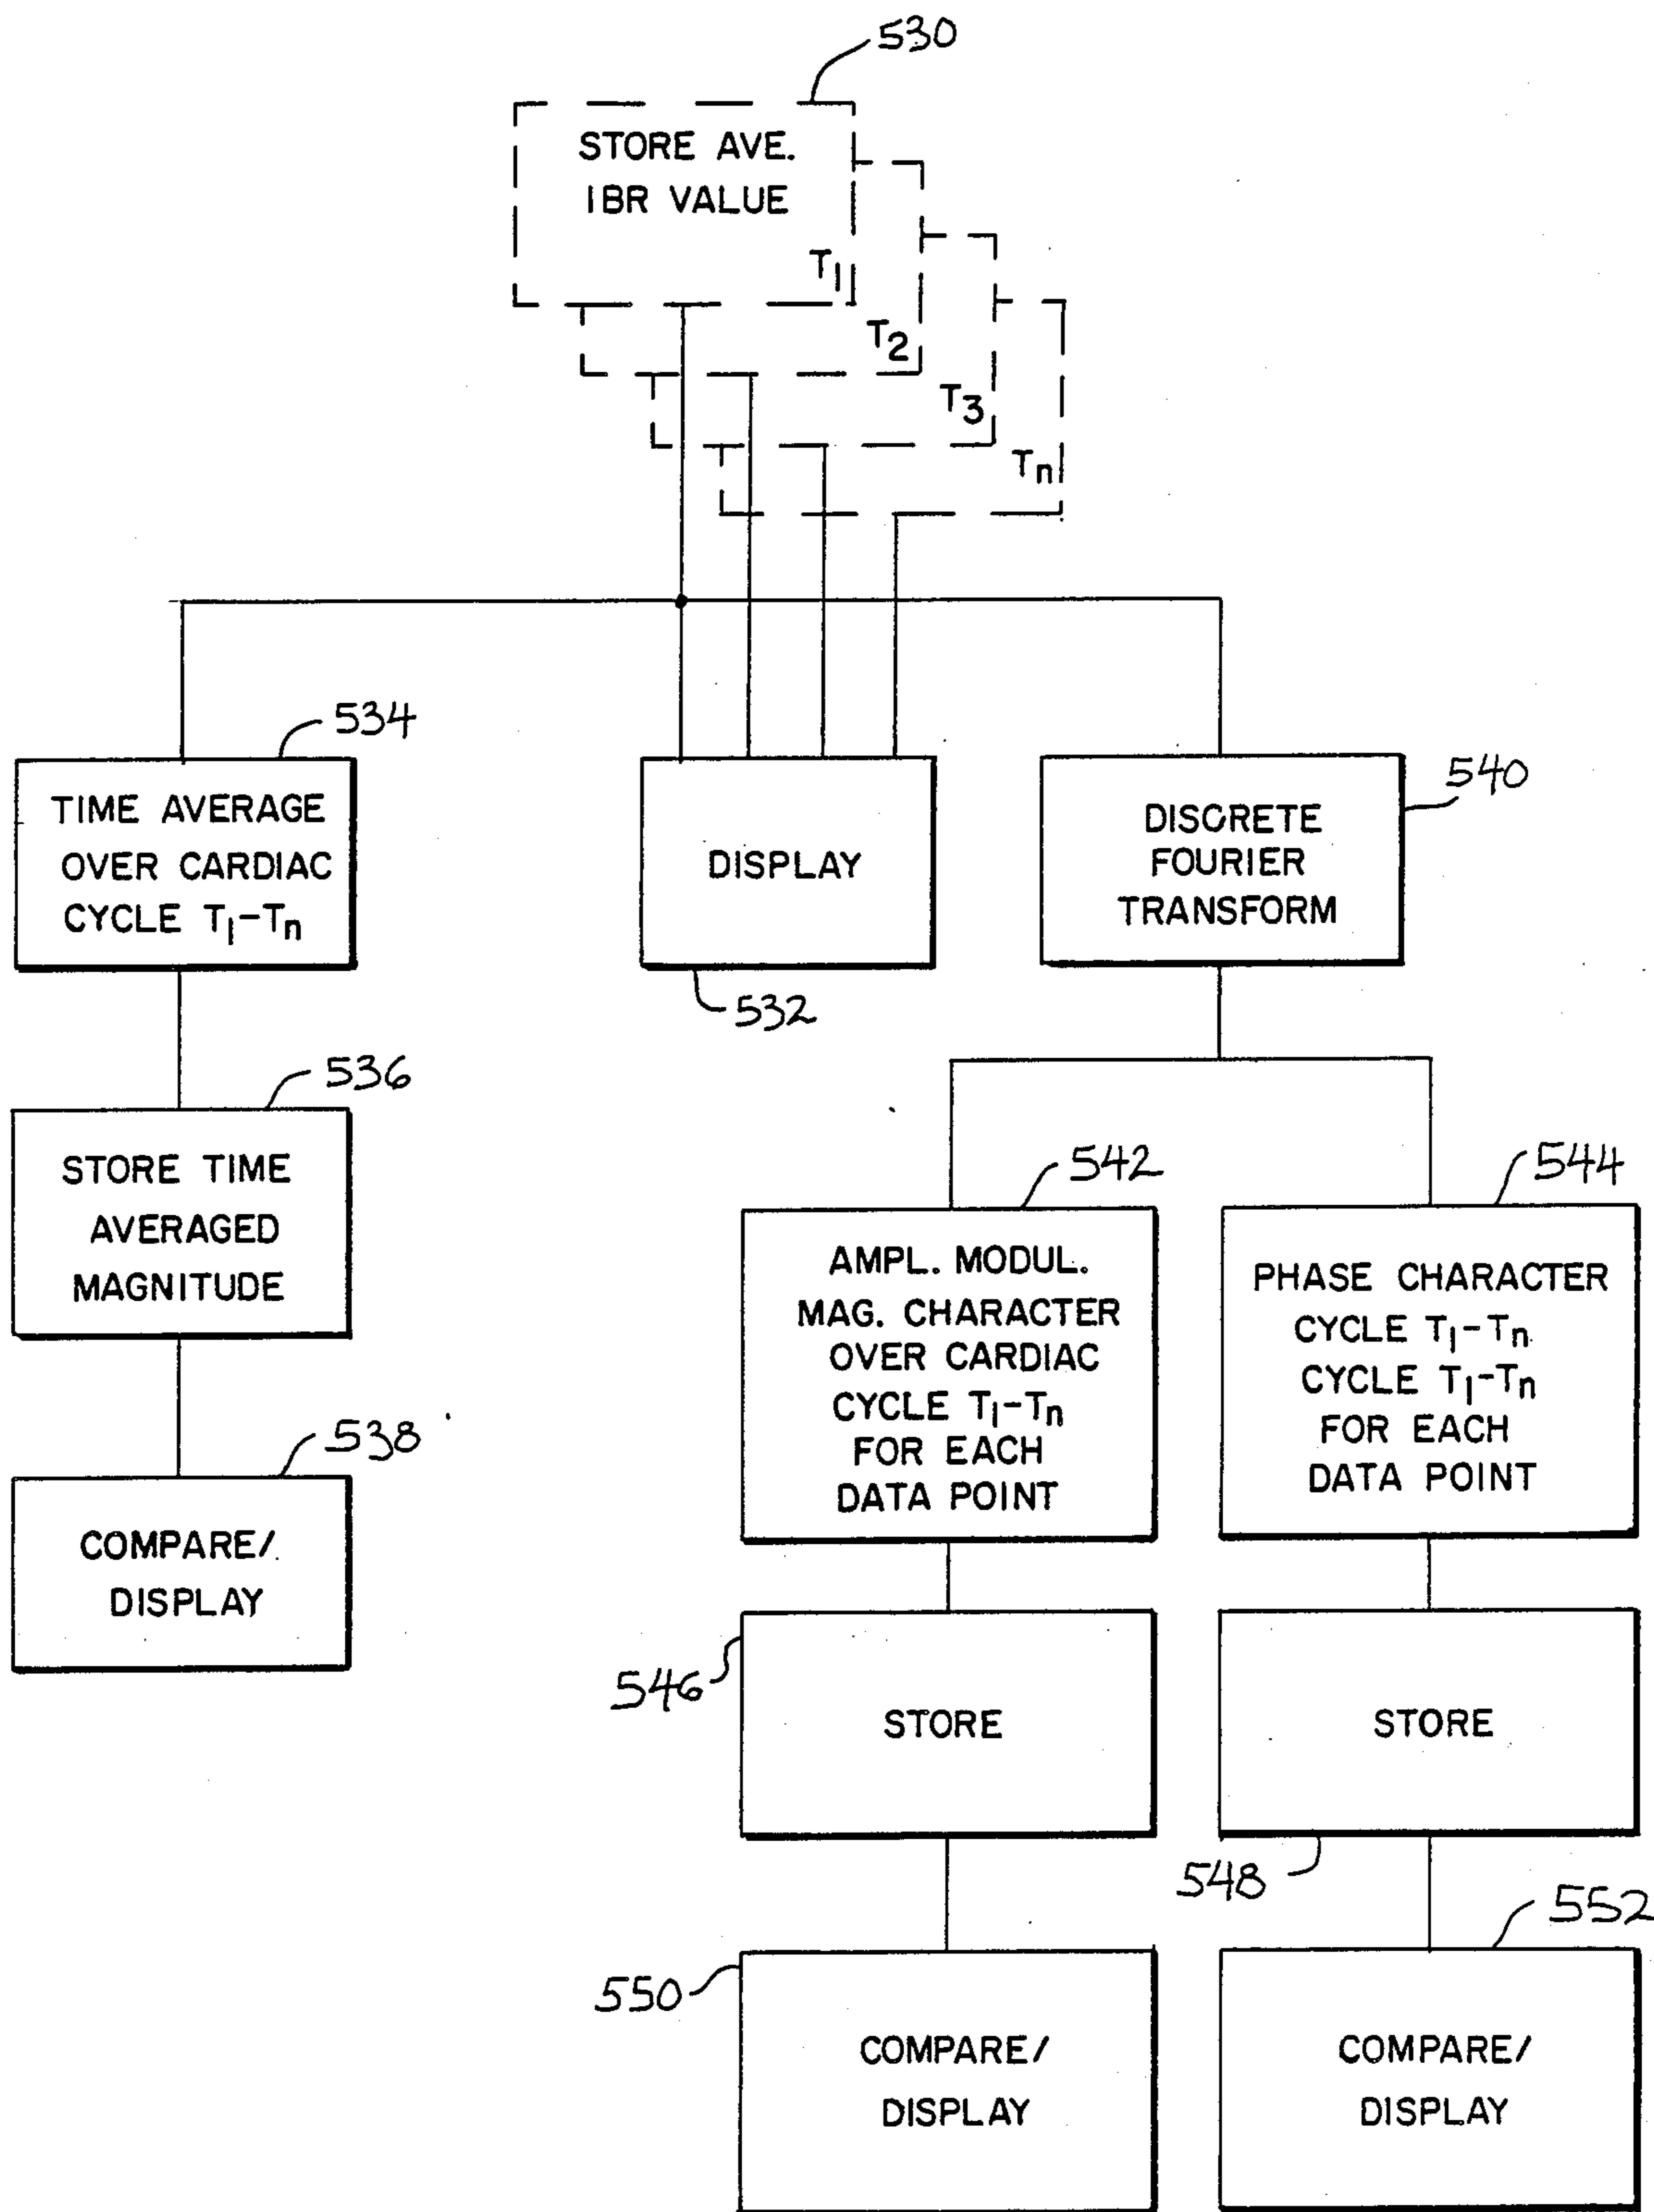 530
STORE AVE.
IBR VALUE
T1
T2
T3
Tn
534
TIME AVERAGE
OVER CARDIAC
CYCLE T1-Tn
DISPLAY
532
540
DISCRETE
FOURIER
TRANSFORM
536
STORE TIME
AVERAGED
MAGNITUDE
538
COMPARE/
DISPLAY
542
AMPL. MODUL.
MAG. CHARACTER
OVER CARDIAC
CYCLE T1-Tn
FOR EACH
DATA POINT
544
PHASE CHARACTER
CYCLE T1-Tn
CYCLE T1-Tn
FOR EACH
DATA POINT
546
STORE
STORE
548
550
COMPARE/
DISPLAY
552
COMPARE/
DISPLAY